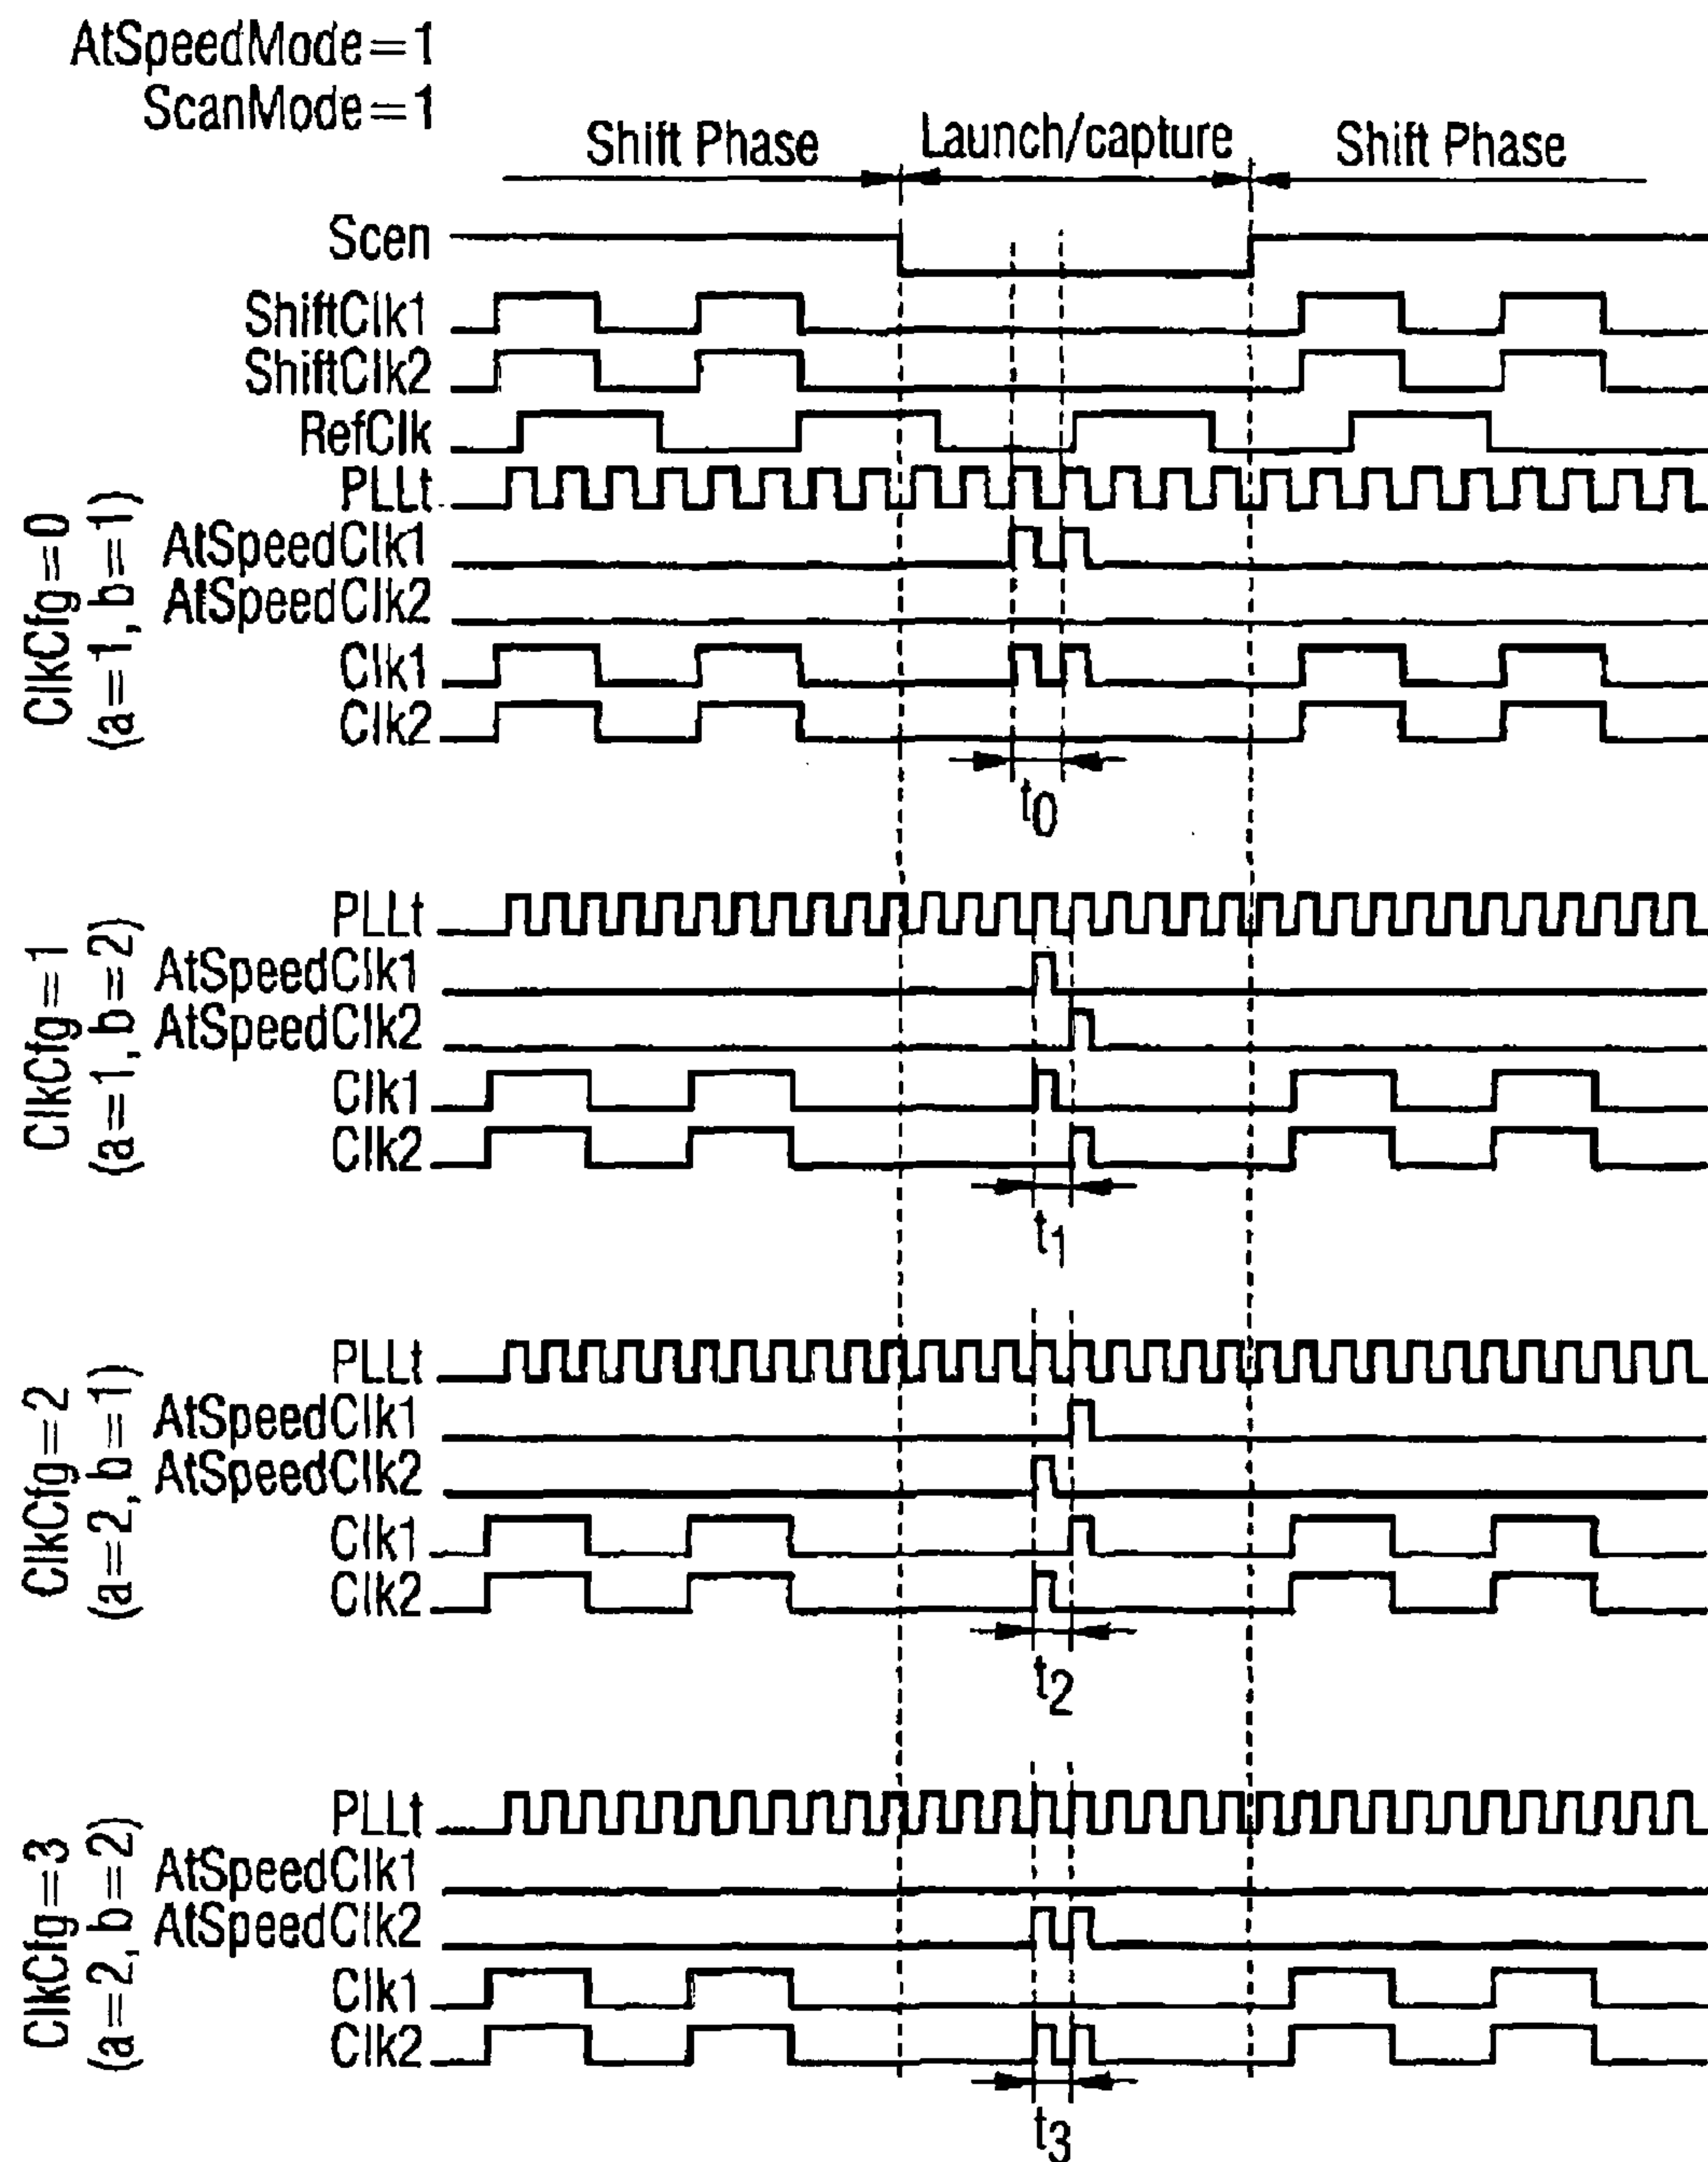 AtSpeedMode=1
ScanMode=1
Shift Phase
Launch/capture
Shift Phase
Scen
ShiftClk1
ShiftClk2
RefClk
ClkCfg=0
(a=1, b=1)
PLLt
AtSpeedClk1
AtSpeedClk2
Clk1
Clk2
t0
ClkCfg=1
(a=1, b=2)
PLLt
AtSpeedClk1
AtSpeedClk2
Clk1
Clk2
t1
ClkCfg=2
(a=2, b=1)
PLLt
AtSpeedClk1
AtSpeedClk2
Clk1
Clk2
t2
ClkCfg=3
(a=2, b=2)
PLLt
AtSpeedClk1
AtSpeedClk2
Clk1
Clk2
t3